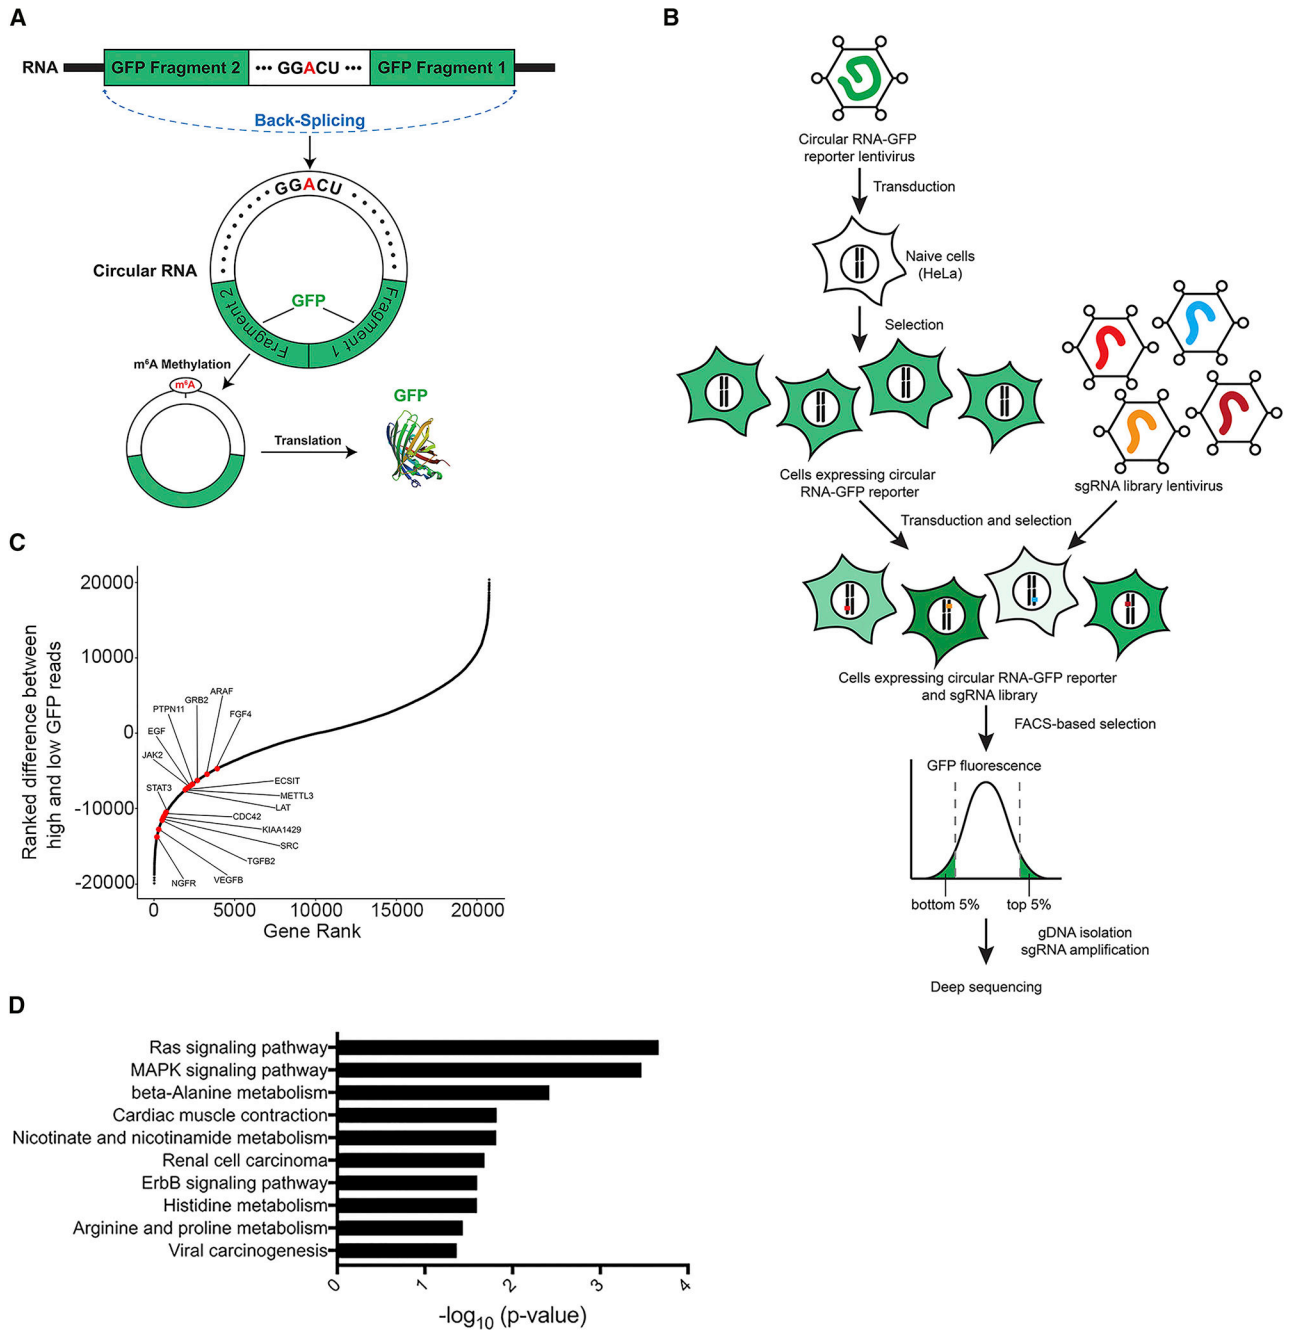 A
RNA
GFP Fragment 2
••• GGACU •••
GFP Fragment 1
Back-Splicing
GGACU
Circular RNA
GFP
Fragment 2
Fragment 1
m⁶A Methylation
m⁶A
Translation
GFP
B
Circular RNA-GFP
reporter lentivirus
Transduction
Naive cells
(HeLa)
Selection
Cells expressing circular
RNA-GFP reporter
sgRNA library lentivirus
Transduction and selection
Cells expressing circular RNA-GFP reporter
and sgRNA library
FACS-based selection
GFP fluorescence
bottom 5%
top 5%
gDNA isolation
sgRNA amplification
Deep sequencing
C
Ranked difference between
high and low GFP reads
20000
10000
0
-10000
-20000
ARAF
GRB2
PTPN11
FGF4
EGF
JAK2
STAT3
ECSIT
METTL3
LAT
CDC42
KIAA1429
SRC
TGFB2
VEGFB
NGFR
0
5000
10000
15000
20000
Gene Rank
D
Ras signaling pathway
MAPK signaling pathway
beta-Alanine metabolism
Cardiac muscle contraction
Nicotinate and nicotinamide metabolism
Renal cell carcinoma
ErbB signaling pathway
Histidine metabolism
Arginine and proline metabolism
Viral carcinogenesis
0
1
2
3
4
-log₁₀ (p-value)